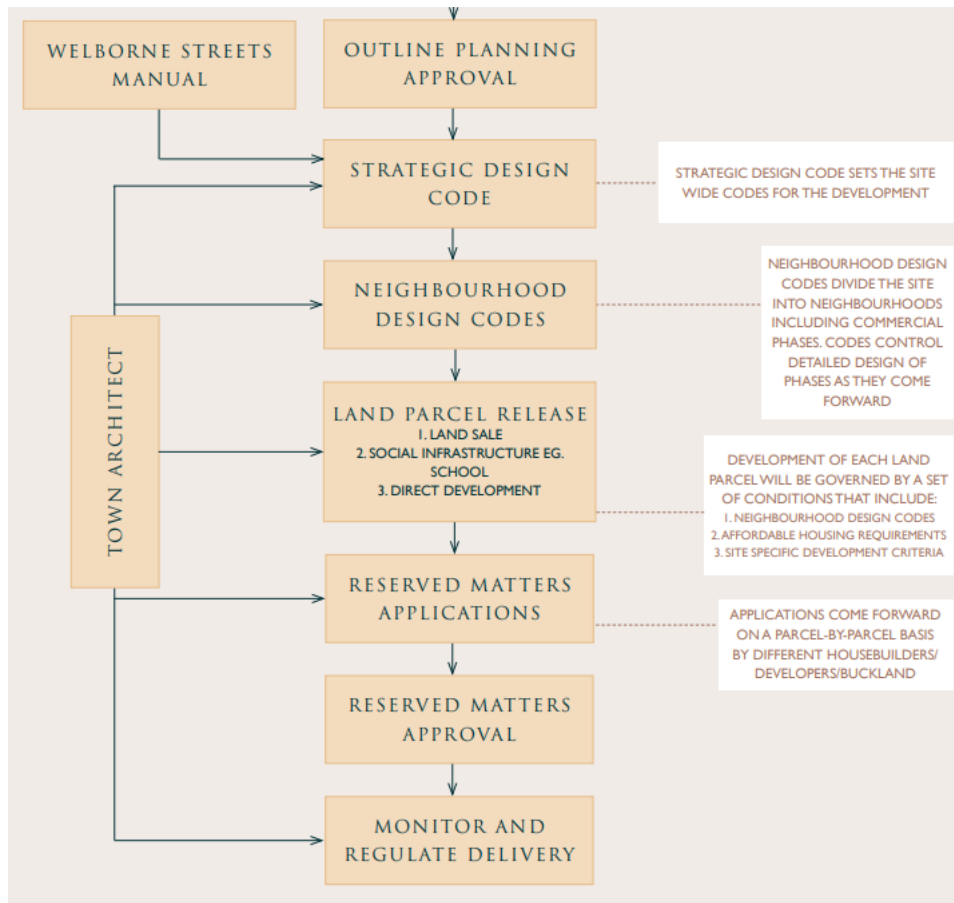 WELBORNE STREETS
MANUAL
OUTLINE PLANNING
APPROVAL
STRATEGIC DESIGN
CODE
STRATEGIC DESIGN CODE SETS THE SITE
WIDE CODES FOR THE DEVELOPMENT
NEIGHBOURHOOD
DESIGN CODES
NEIGHBOURHOOD DESIGN
CODES DIVIDE THE SITE
INTO NEIGHBOURHOODS
INCLUDING COMMERCIAL
PHASES. CODES CONTROL
DETAILED DESIGN OF
PHASES AS THEY COME
FORWARD
TOWN ARCHITECT
LAND PARCEL RELEASE
1. LAND SALE
2. SOCIAL INFRASTRUCTURE EG.
SCHOOL
3. DIRECT DEVELOPMENT
DEVELOPMENT OF EACH LAND
PARCEL WILL BE GOVERNED BY A SET
OF CONDITIONS THAT INCLUDE:
1. NEIGHBOURHOOD DESIGN CODES
2. AFFORDABLE HOUSING REQUIREMENTS
3. SITE SPECIFIC DEVELOPMENT CRITERIA
RESERVED MATTERS
APPLICATIONS
APPLICATIONS COME FORWARD
ON A PARCEL-BY-PARCEL BASIS
BY DIFFERENT HOUSEBUILDERS/
DEVELOPERS/BUCKLAND
RESERVED MATTERS
APPROVAL
MONITOR AND
REGULATE DELIVERY